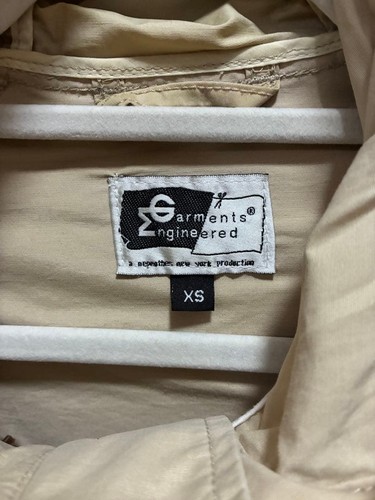 Garments®
Engineered
a nepenthes new york production
XS